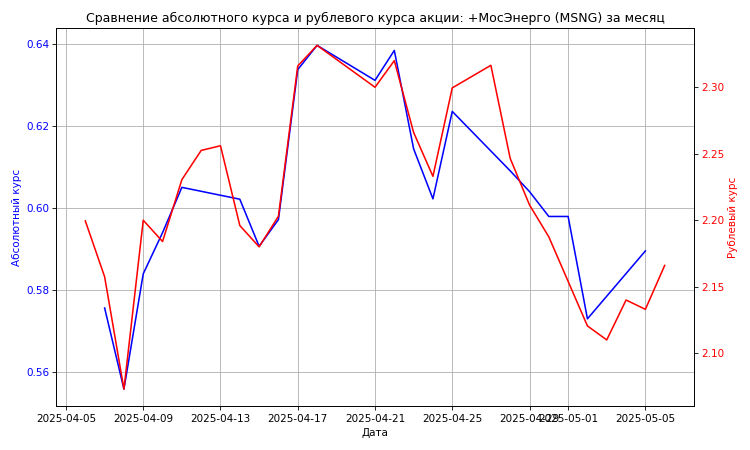 Сравнение абсолютного курса и рублевого курса акции: +МосЭнерго (MSNG) за месяц
0.64
0.62
0.60
0.58
0.56
Абсолютный курс
2.30
2.25
2.20
2.15
2.10
Рублевый курс
2025-04-05 2025-04-09 2025-04-13 2025-04-17 2025-04-21 2025-04-25 2025-04-29 2025-05-01 2025-05-05
Дата